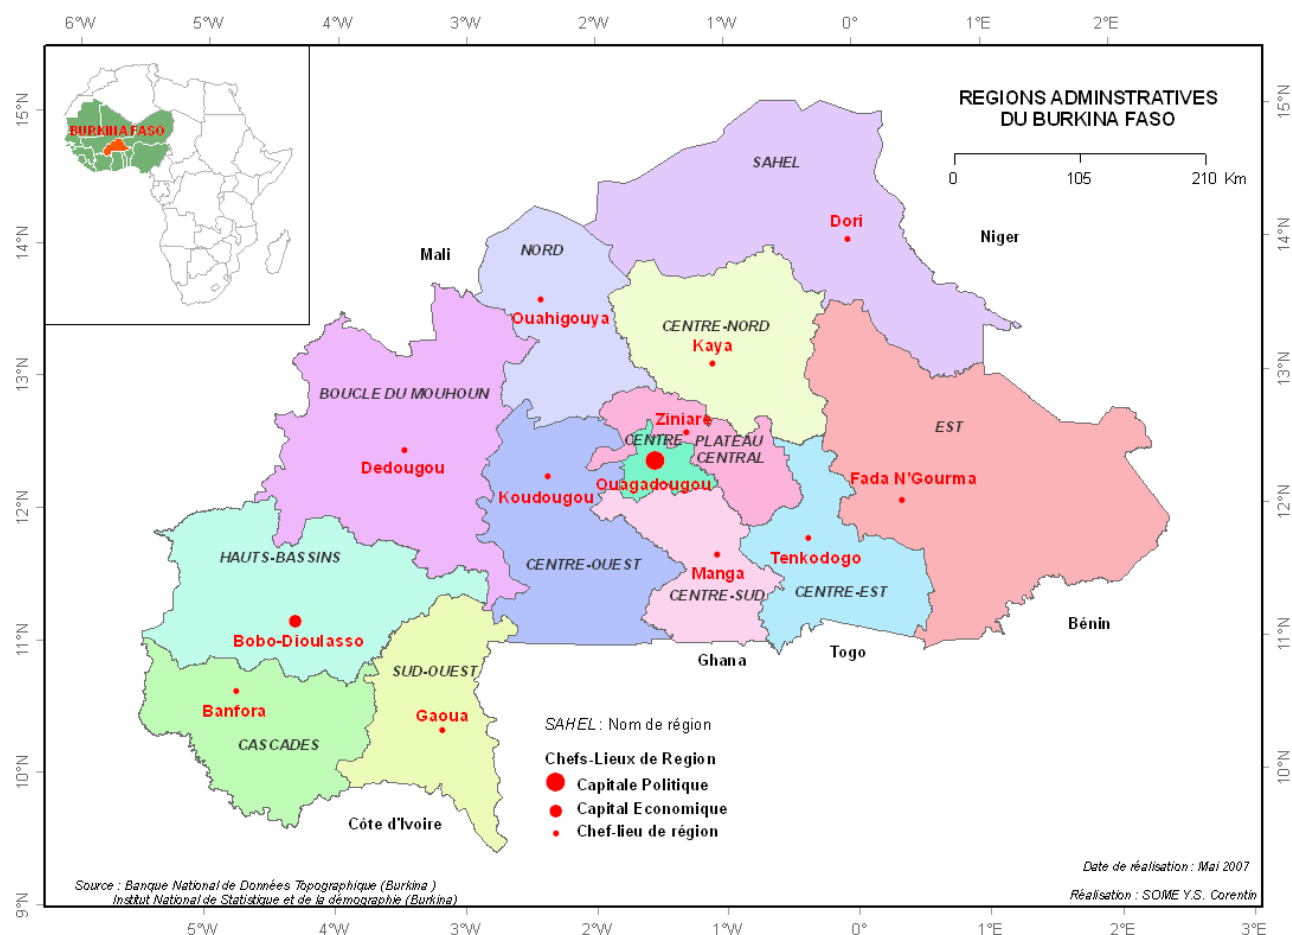 6°W 5°W 4°W 3°W 2°W 1°W 0° 1°E 2°E
15°N
14°N
13°N
12°N
11°N
10°N
9°N
15°N
14°N
13°N
12°N
11°N
10°N
BURKINA FASO
REGIONS ADMINSTRATIVES
DU BURKINA FASO
0 105 210 Km
SAHEL
Dori
Niger
Mali
NORD
Ouahigouya
CENTRE-NORD
Kaya
BOUCLE DU MOUHOUN
Dedougou
Ziniare
CENTRE
PLATEAU
CENTRAL
Ouagadougou
EST
Fada N'Gourma
Koudougou
CENTRE-OUEST
Manga
CENTRE-SUD
Tenkodogo
CENTRE-EST
HAUTS-BASSINS
Bobo-Dioulasso
Bénin
Togo
Ghana
SUD-OUEST
Gaoua
Banfora
CASCADES
Côte d'Ivoire
SAHEL : Nom de région
Chefs-Lieux de Region
Capitale Politique
Capital Economique
Chef-lieu de région
Source : Banque National de Données Topographique (Burkina )
Institut National de Statistique et de la démographie (Burkina)
Date de réalisation : Mai 2007
Réalisation : SOME Y.S. Corentin
5°W 4°W 3°W 2°W 1°W 0° 1°E 2°E 3°E